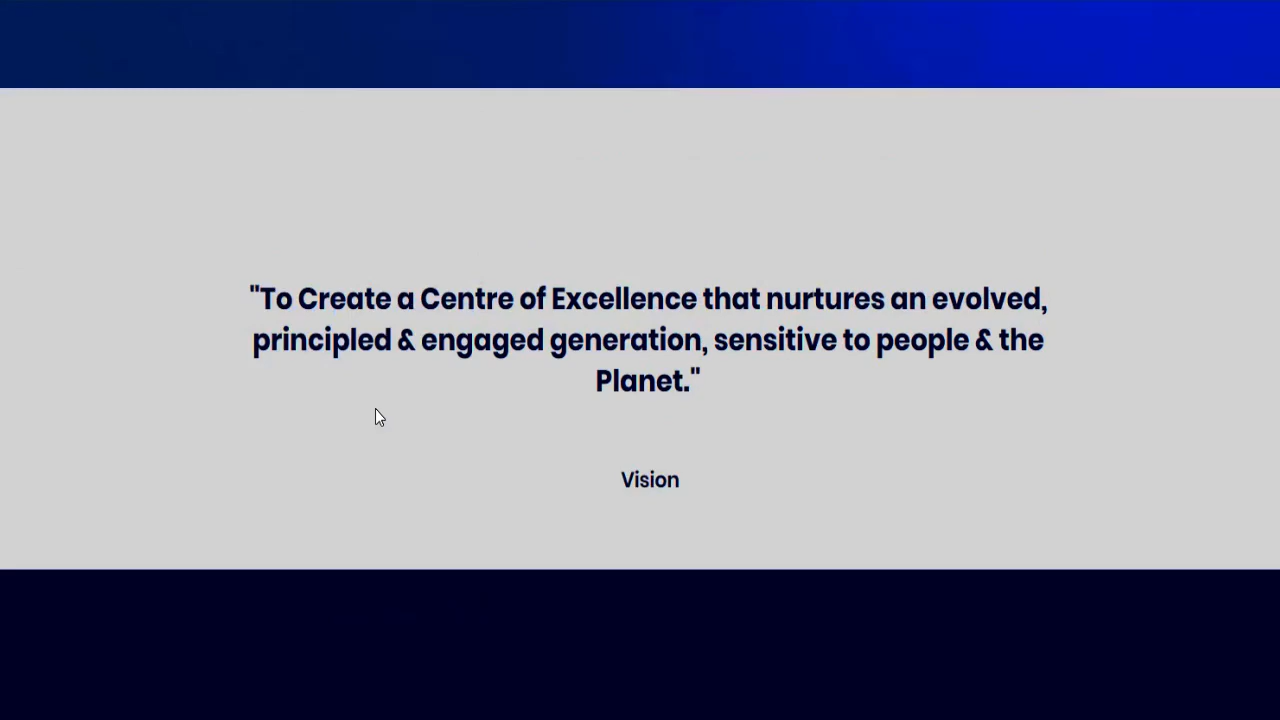 "To Create a Centre of Excellence that nurtures an evolved,
principled & engaged generation, sensitive to people & the
Planet."
Vision